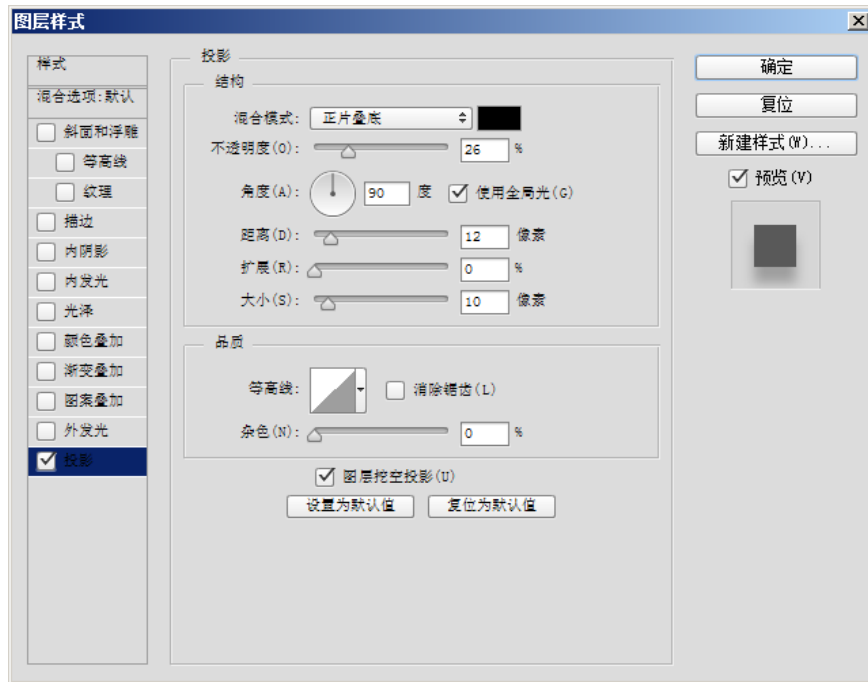 图层样式
样式
混合选项:默认
斜面和浮雕
等高线
纹理
描边
内阴影
内发光
光泽
颜色叠加
渐变叠加
图案叠加
外发光
投影
投影
结构
混合模式: 正片叠底
不透明度(O): 26 %
角度(A): 90 度 使用全局光(G)
距离(D): 12 像素
扩展(R): 0 %
大小(S): 10 像素
品质
等高线: 消除锯齿(L)
杂色(N): 0 %
图层挖空投影(U)
设置为默认值 复位为默认值
确定
复位
新建样式(W)...
预览(V)